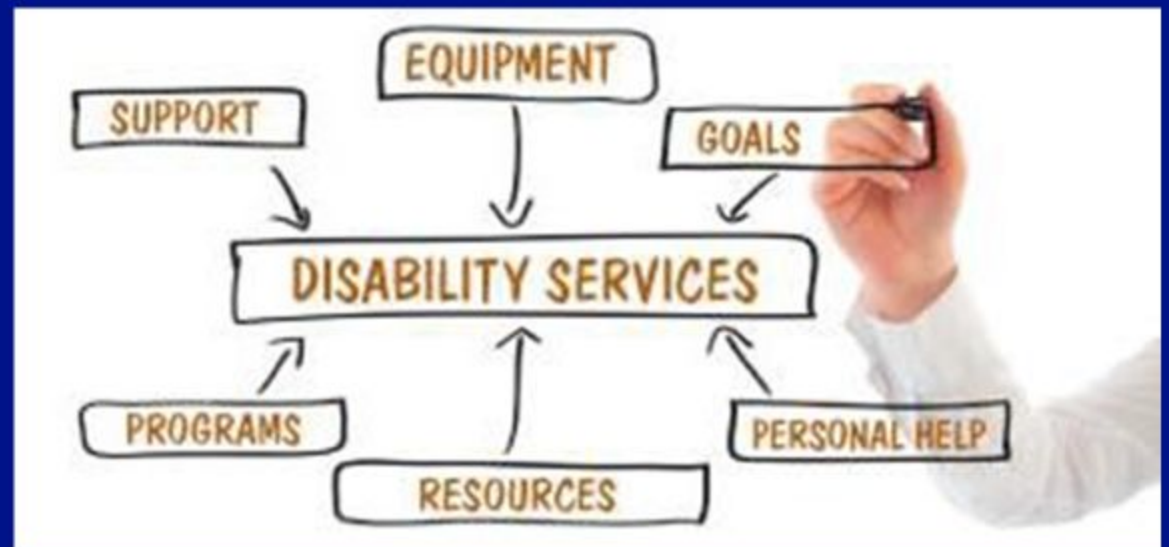 EQUIPMENT
SUPPORT
GOALS
DISABILITY SERVICES
PROGRAMS
PERSONAL HELP
RESOURCES